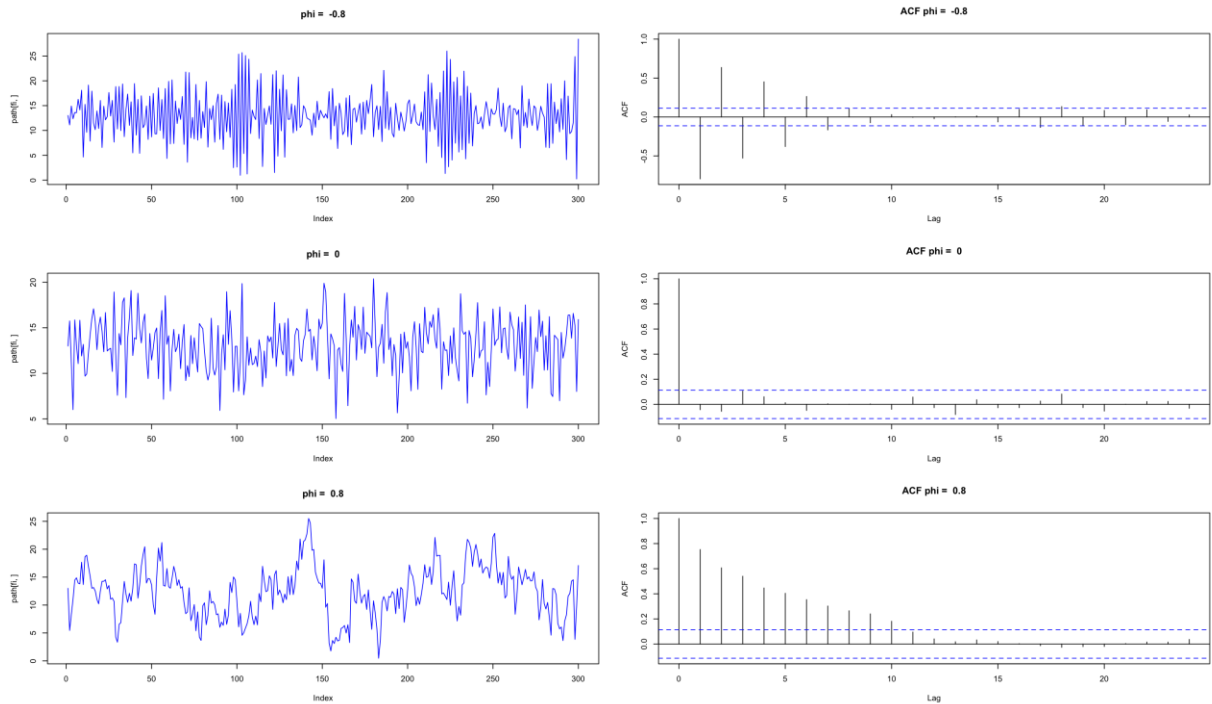 phi = -0.8
path[fi, ]
25
20
15
10
5
0
0 50 100 150 200 250 300
Index
ACF phi = -0.8
ACF
1.0
0.5
0.0
-0.5
0 5 10 15 20
Lag
phi = 0
path[fi, ]
20
15
10
5
0 50 100 150 200 250 300
Index
ACF phi = 0
ACF
1.0
0.8
0.6
0.4
0.2
0.0
0 5 10 15 20
Lag
phi = 0.8
path[fi, ]
25
20
15
10
5
0
0 50 100 150 200 250 300
Index
ACF phi = 0.8
ACF
1.0
0.8
0.6
0.4
0.2
0.0
0 5 10 15 20
Lag